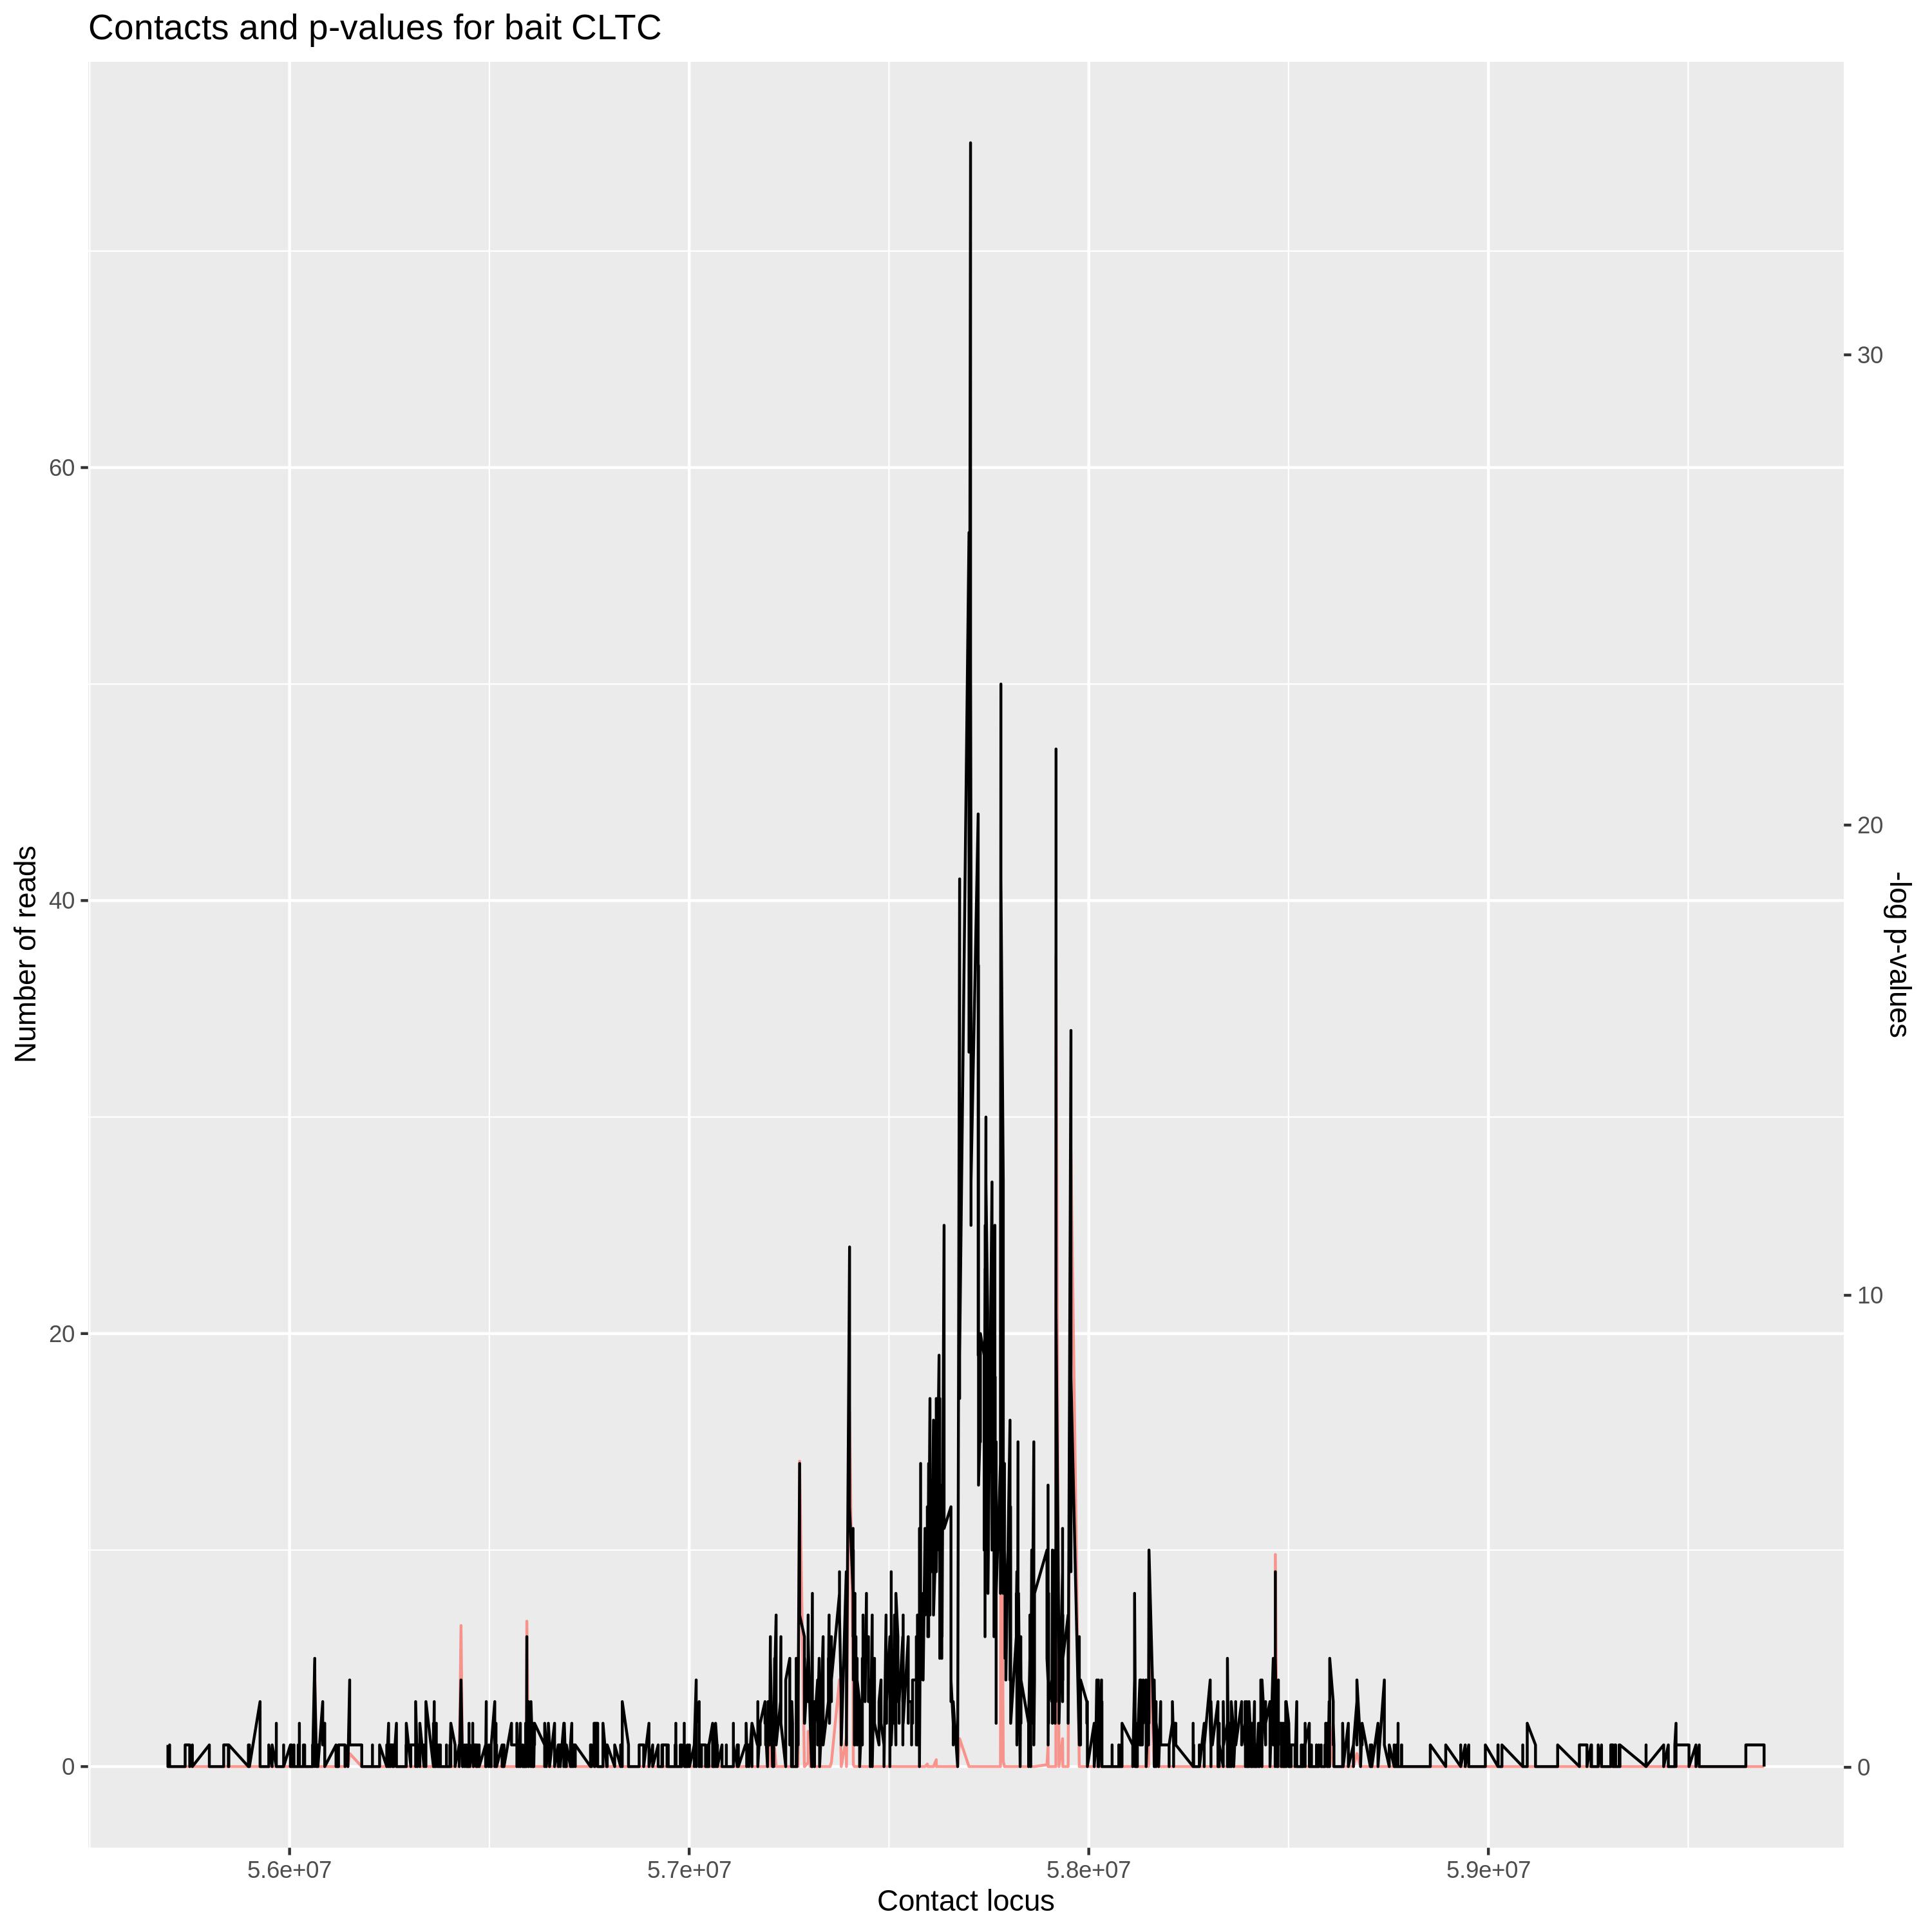 Contacts and p-values for bait CLTC
60
40
20
0
Number of reads
30
20
10
0
-log p-values
5.6e+07
5.7e+07
5.8e+07
5.9e+07
Contact locus